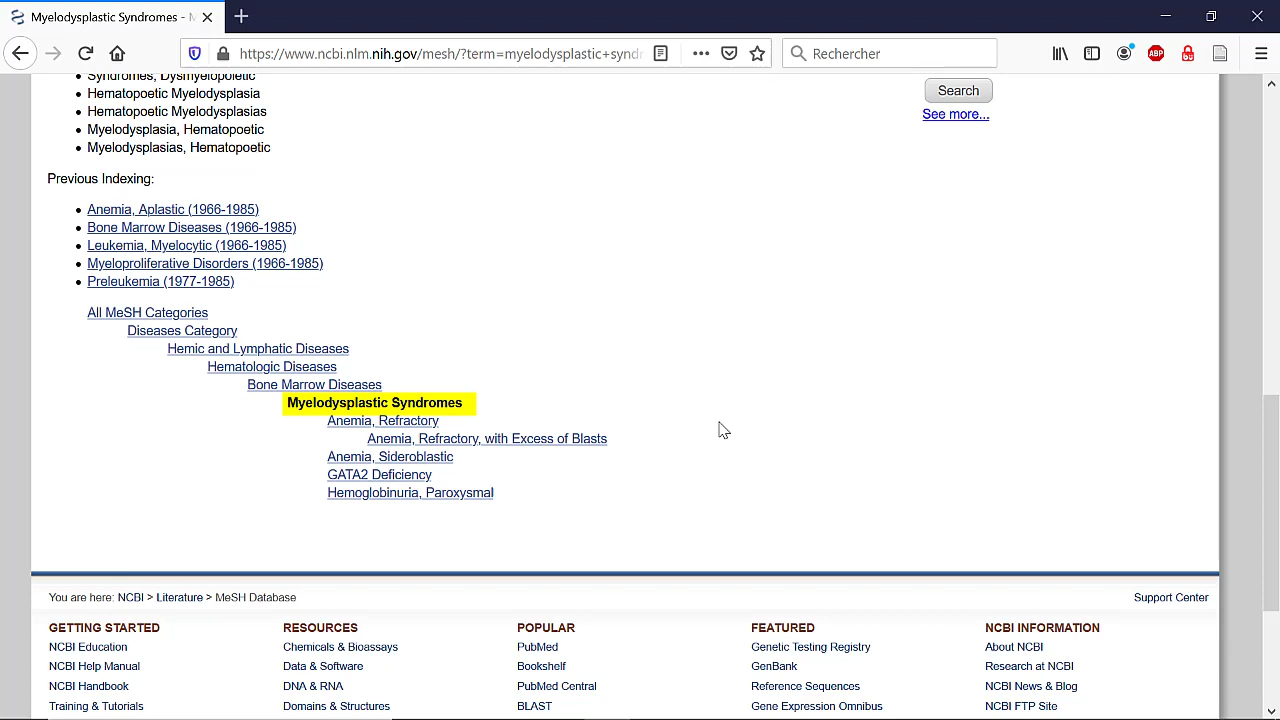 Myelodysplastic Syndromes - M
https://www.ncbi.nlm.nih.gov/mesh/?term=myelodysplastic+syndr
Rechercher
ABP
Syndromes, Dysmyelopoietic
Hematopoetic Myelodysplasia
Hematopoetic Myelodysplasias
Myelodysplasia, Hematopoetic
Myelodysplasias, Hematopoetic
Search
See more...
Previous Indexing:
Anemia, Aplastic (1966-1985)
Bone Marrow Diseases (1966-1985)
Leukemia, Myelocytic (1966-1985)
Myeloproliferative Disorders (1966-1985)
Preleukemia (1977-1985)
All MeSH Categories
Diseases Category
Hemic and Lymphatic Diseases
Hematologic Diseases
Bone Marrow Diseases
Myelodysplastic Syndromes
Anemia, Refractory
Anemia, Refractory, with Excess of Blasts
Anemia, Sideroblastic
GATA2 Deficiency
Hemoglobinuria, Paroxysmal
You are here: NCBI > Literature > MeSH Database
Support Center
GETTING STARTED
NCBI Education
NCBI Help Manual
NCBI Handbook
Training & Tutorials
RESOURCES
Chemicals & Bioassays
Data & Software
DNA & RNA
Domains & Structures
POPULAR
PubMed
Bookshelf
PubMed Central
BLAST
FEATURED
Genetic Testing Registry
GenBank
Reference Sequences
Gene Expression Omnibus
NCBI INFORMATION
About NCBI
Research at NCBI
NCBI News & Blog
NCBI FTP Site